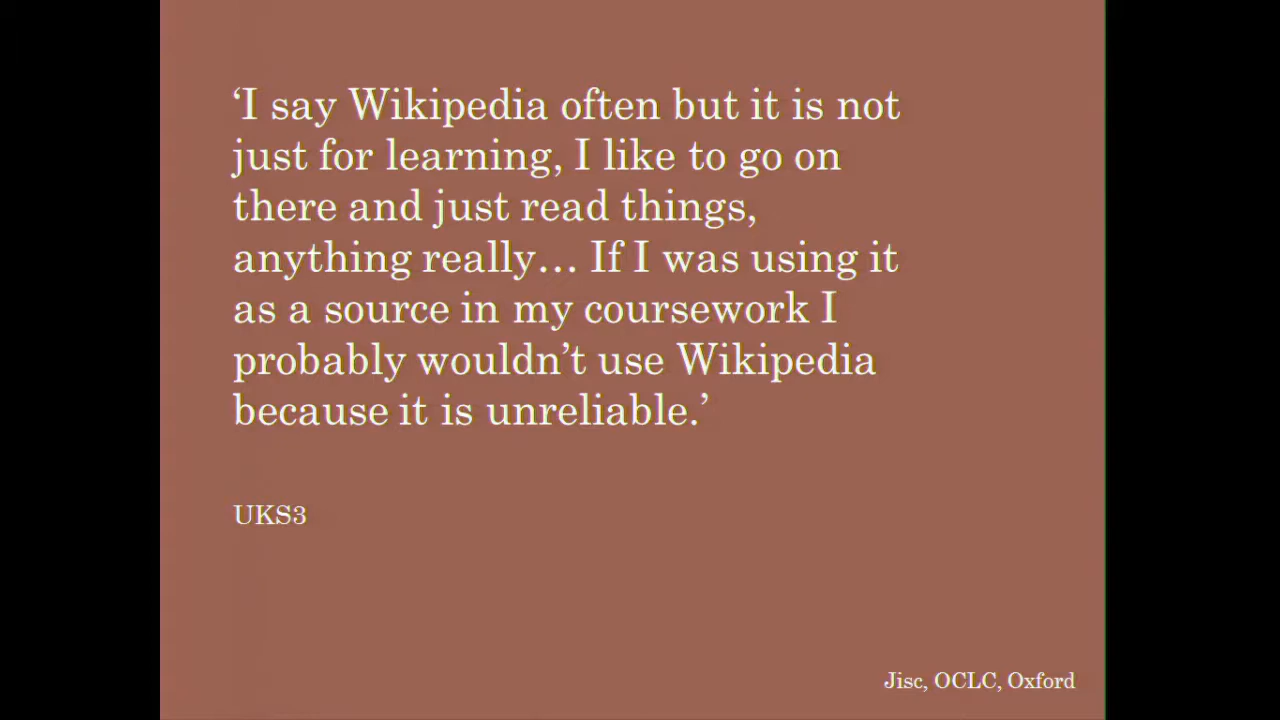 ‘I say Wikipedia often but it is not
just for learning, I like to go on
there and just read things,
anything really… If I was using it
as a source in my coursework I
probably wouldn’t use Wikipedia
because it is unreliable.’
UKS3
Jisc, OCLC, Oxford